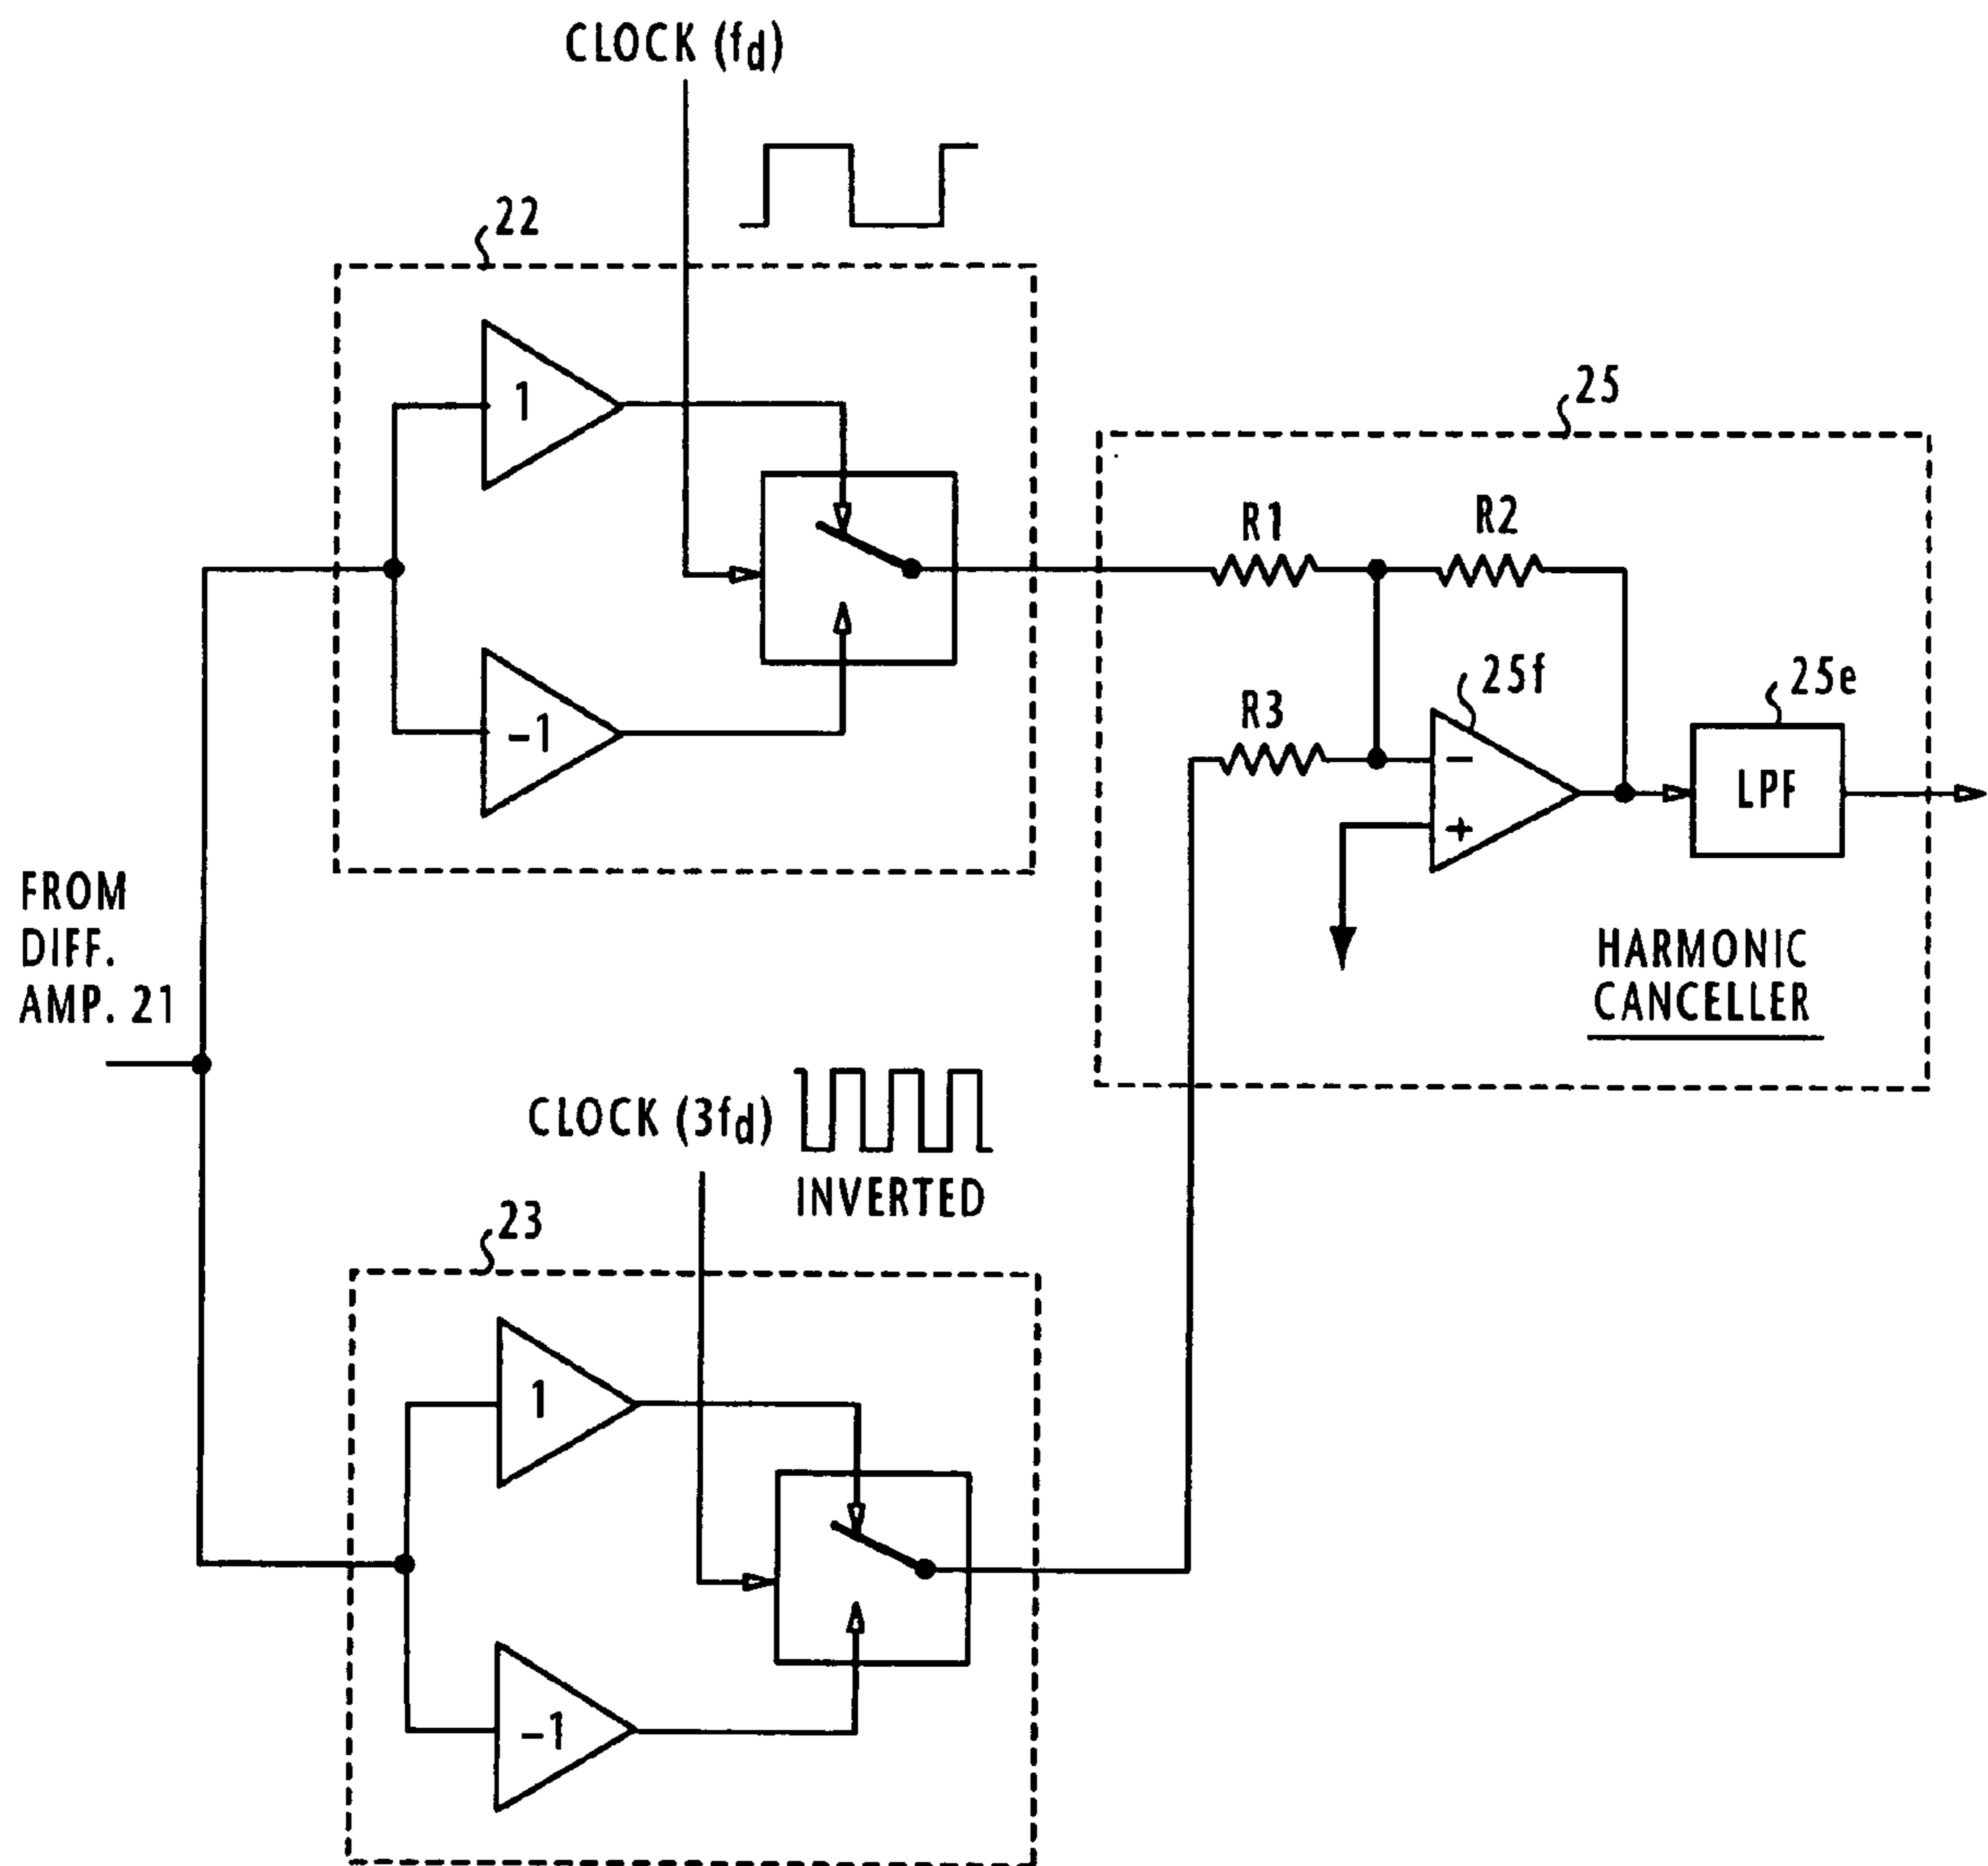 CLOCK (fd)
22
1
-1
25
R1
R2
R3
25f
25e
-
+
LPF
HARMONIC
CANCELLER
FROM
DIFF.
AMP. 21
CLOCK (3fd)
INVERTED
23
1
-1